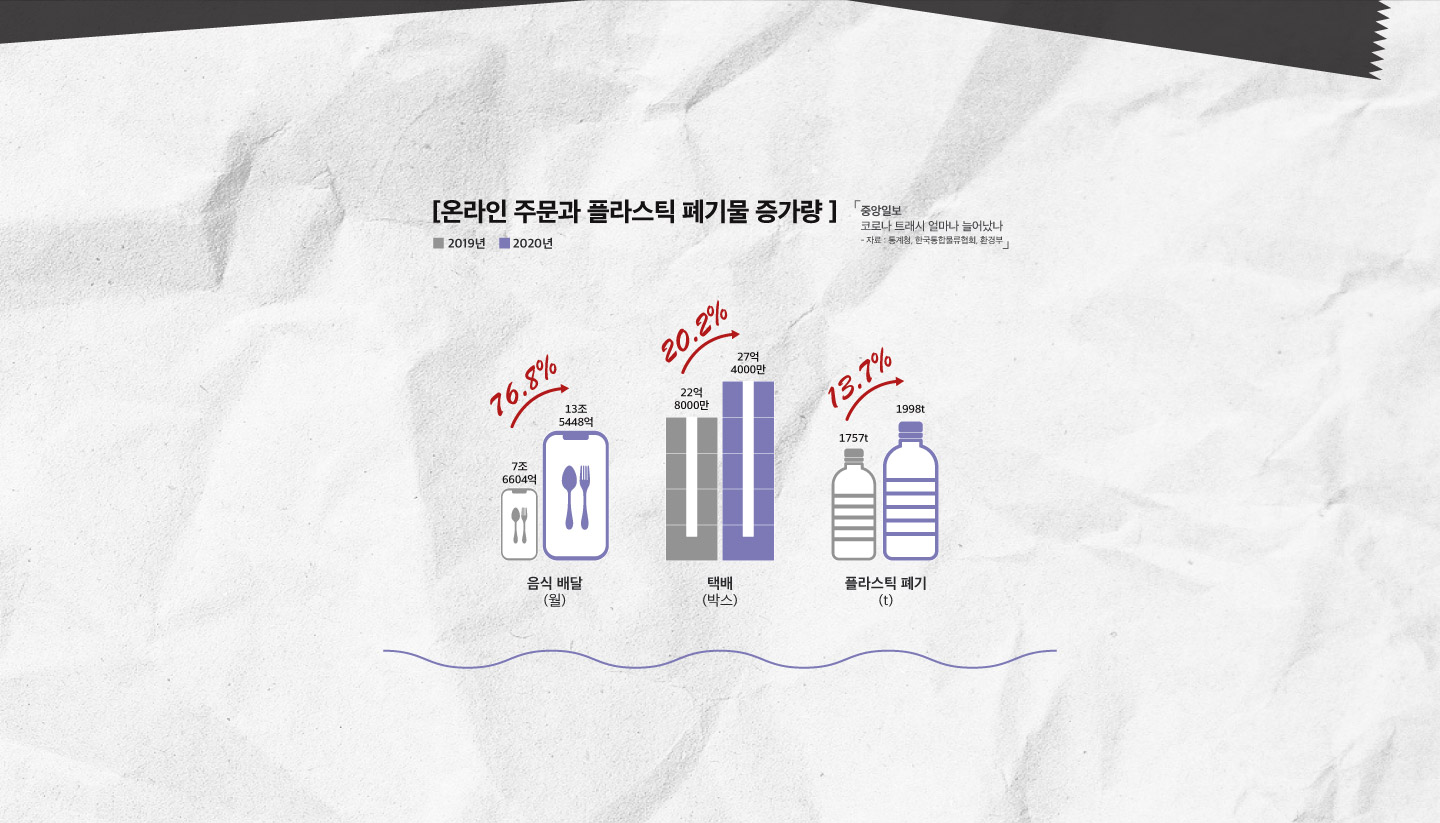 [온라인 주문과 플라스틱 폐기물 증가량 ]
「중앙일보
코로나 트래시 얼마나 늘어났나
- 자료 : 통계청, 한국통합물류협회, 환경부」
2019년 2020년
76.8%
7조
6604억
13조
5448억
음식 배달
(월)
20.2%
22억
8000만
27억
4000만
택배
(박스)
13.7%
1757t
1998t
플라스틱 폐기
(t)